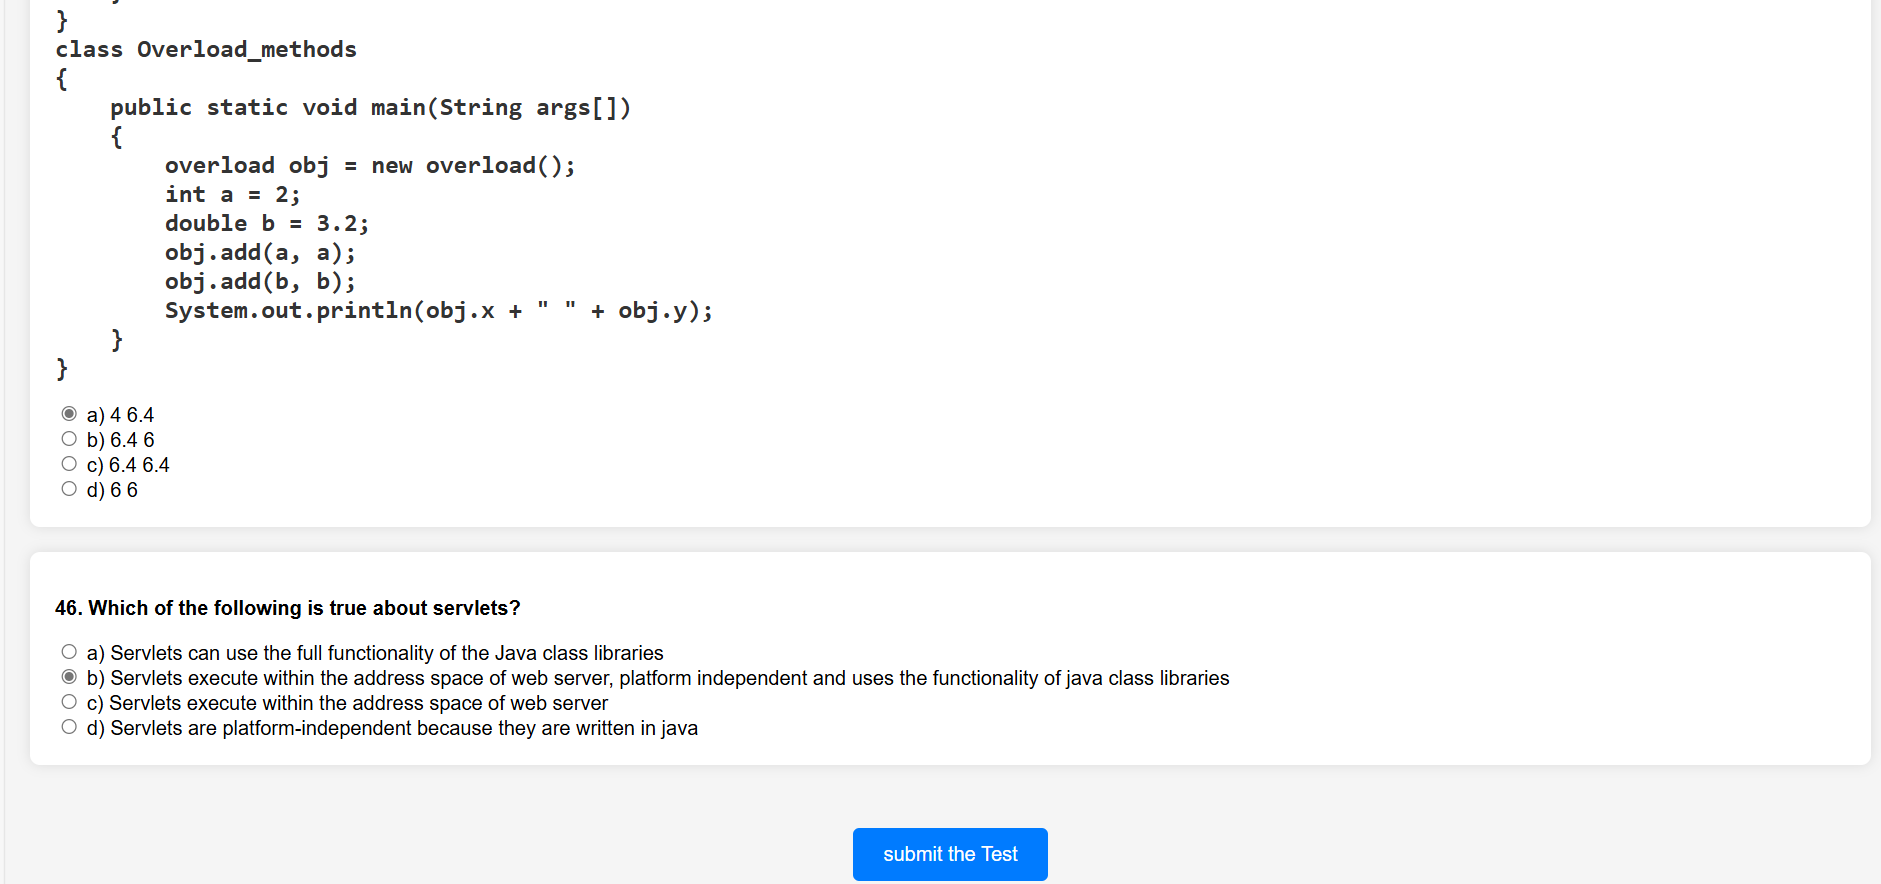 }
class Overload_methods
{
    public static void main(String args[])
    {
        overload obj = new overload();
        int a = 2;
        double b = 3.2;
        obj.add(a, a);
        obj.add(b, b);
        System.out.println(obj.x + " " + obj.y);
    }
}
a) 4 6.4
b) 6.4 6
c) 6.4 6.4
d) 6 6
46. Which of the following is true about servlets?
a) Servlets can use the full functionality of the Java class libraries
b) Servlets execute within the address space of web server, platform independent and uses the functionality of java class libraries
c) Servlets execute within the address space of web server
d) Servlets are platform-independent because they are written in java
submit the Test